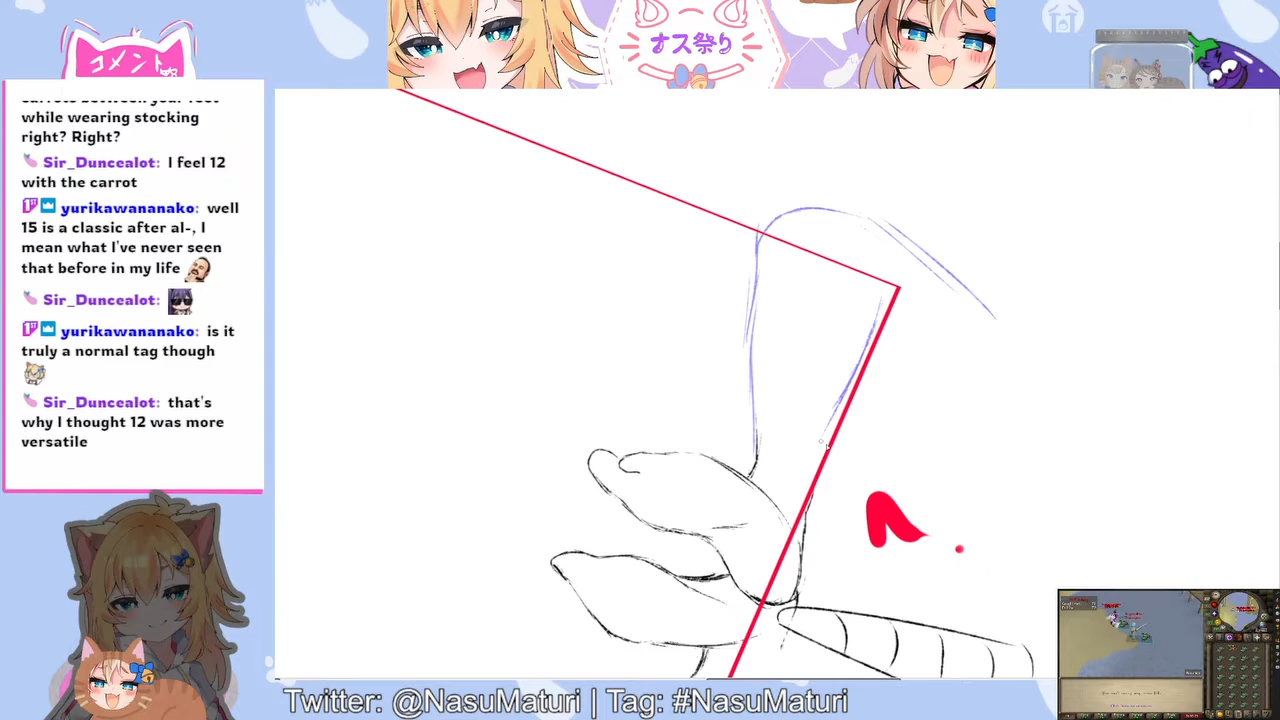 ナス祭り
コメント
while wearing stocking
right? Right?
Sir_Duncealot: I feel 12
with the carrot
yurikawananako: well
15 is a classic after al-, I
mean what I've never seen
that before in my life
Sir_Duncealot:
yurikawananako: is it
truly a normal tag though
Sir_Duncealot: that's
why I thought 12 was more
versatile
Twitter: @NasuMaturi | Tag: #NasuMaturi